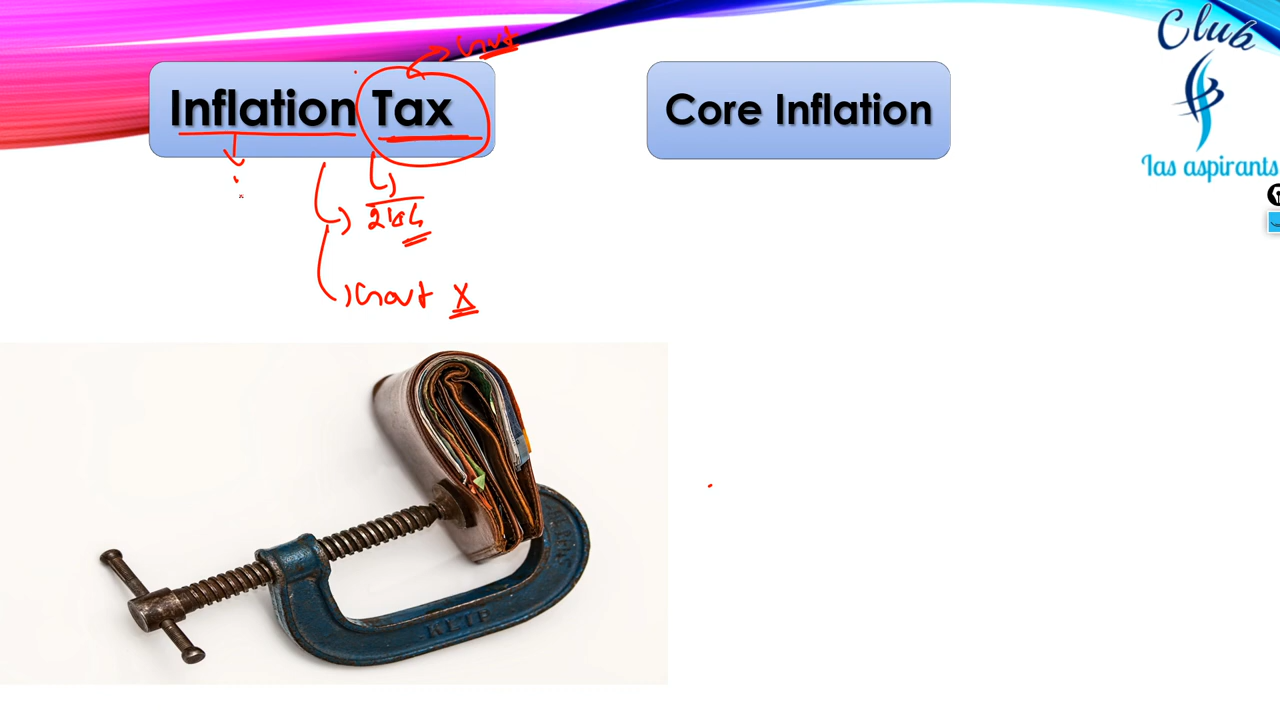 Club
Ias aspirants
Govt
Inflation Tax
Core Inflation
Govt X